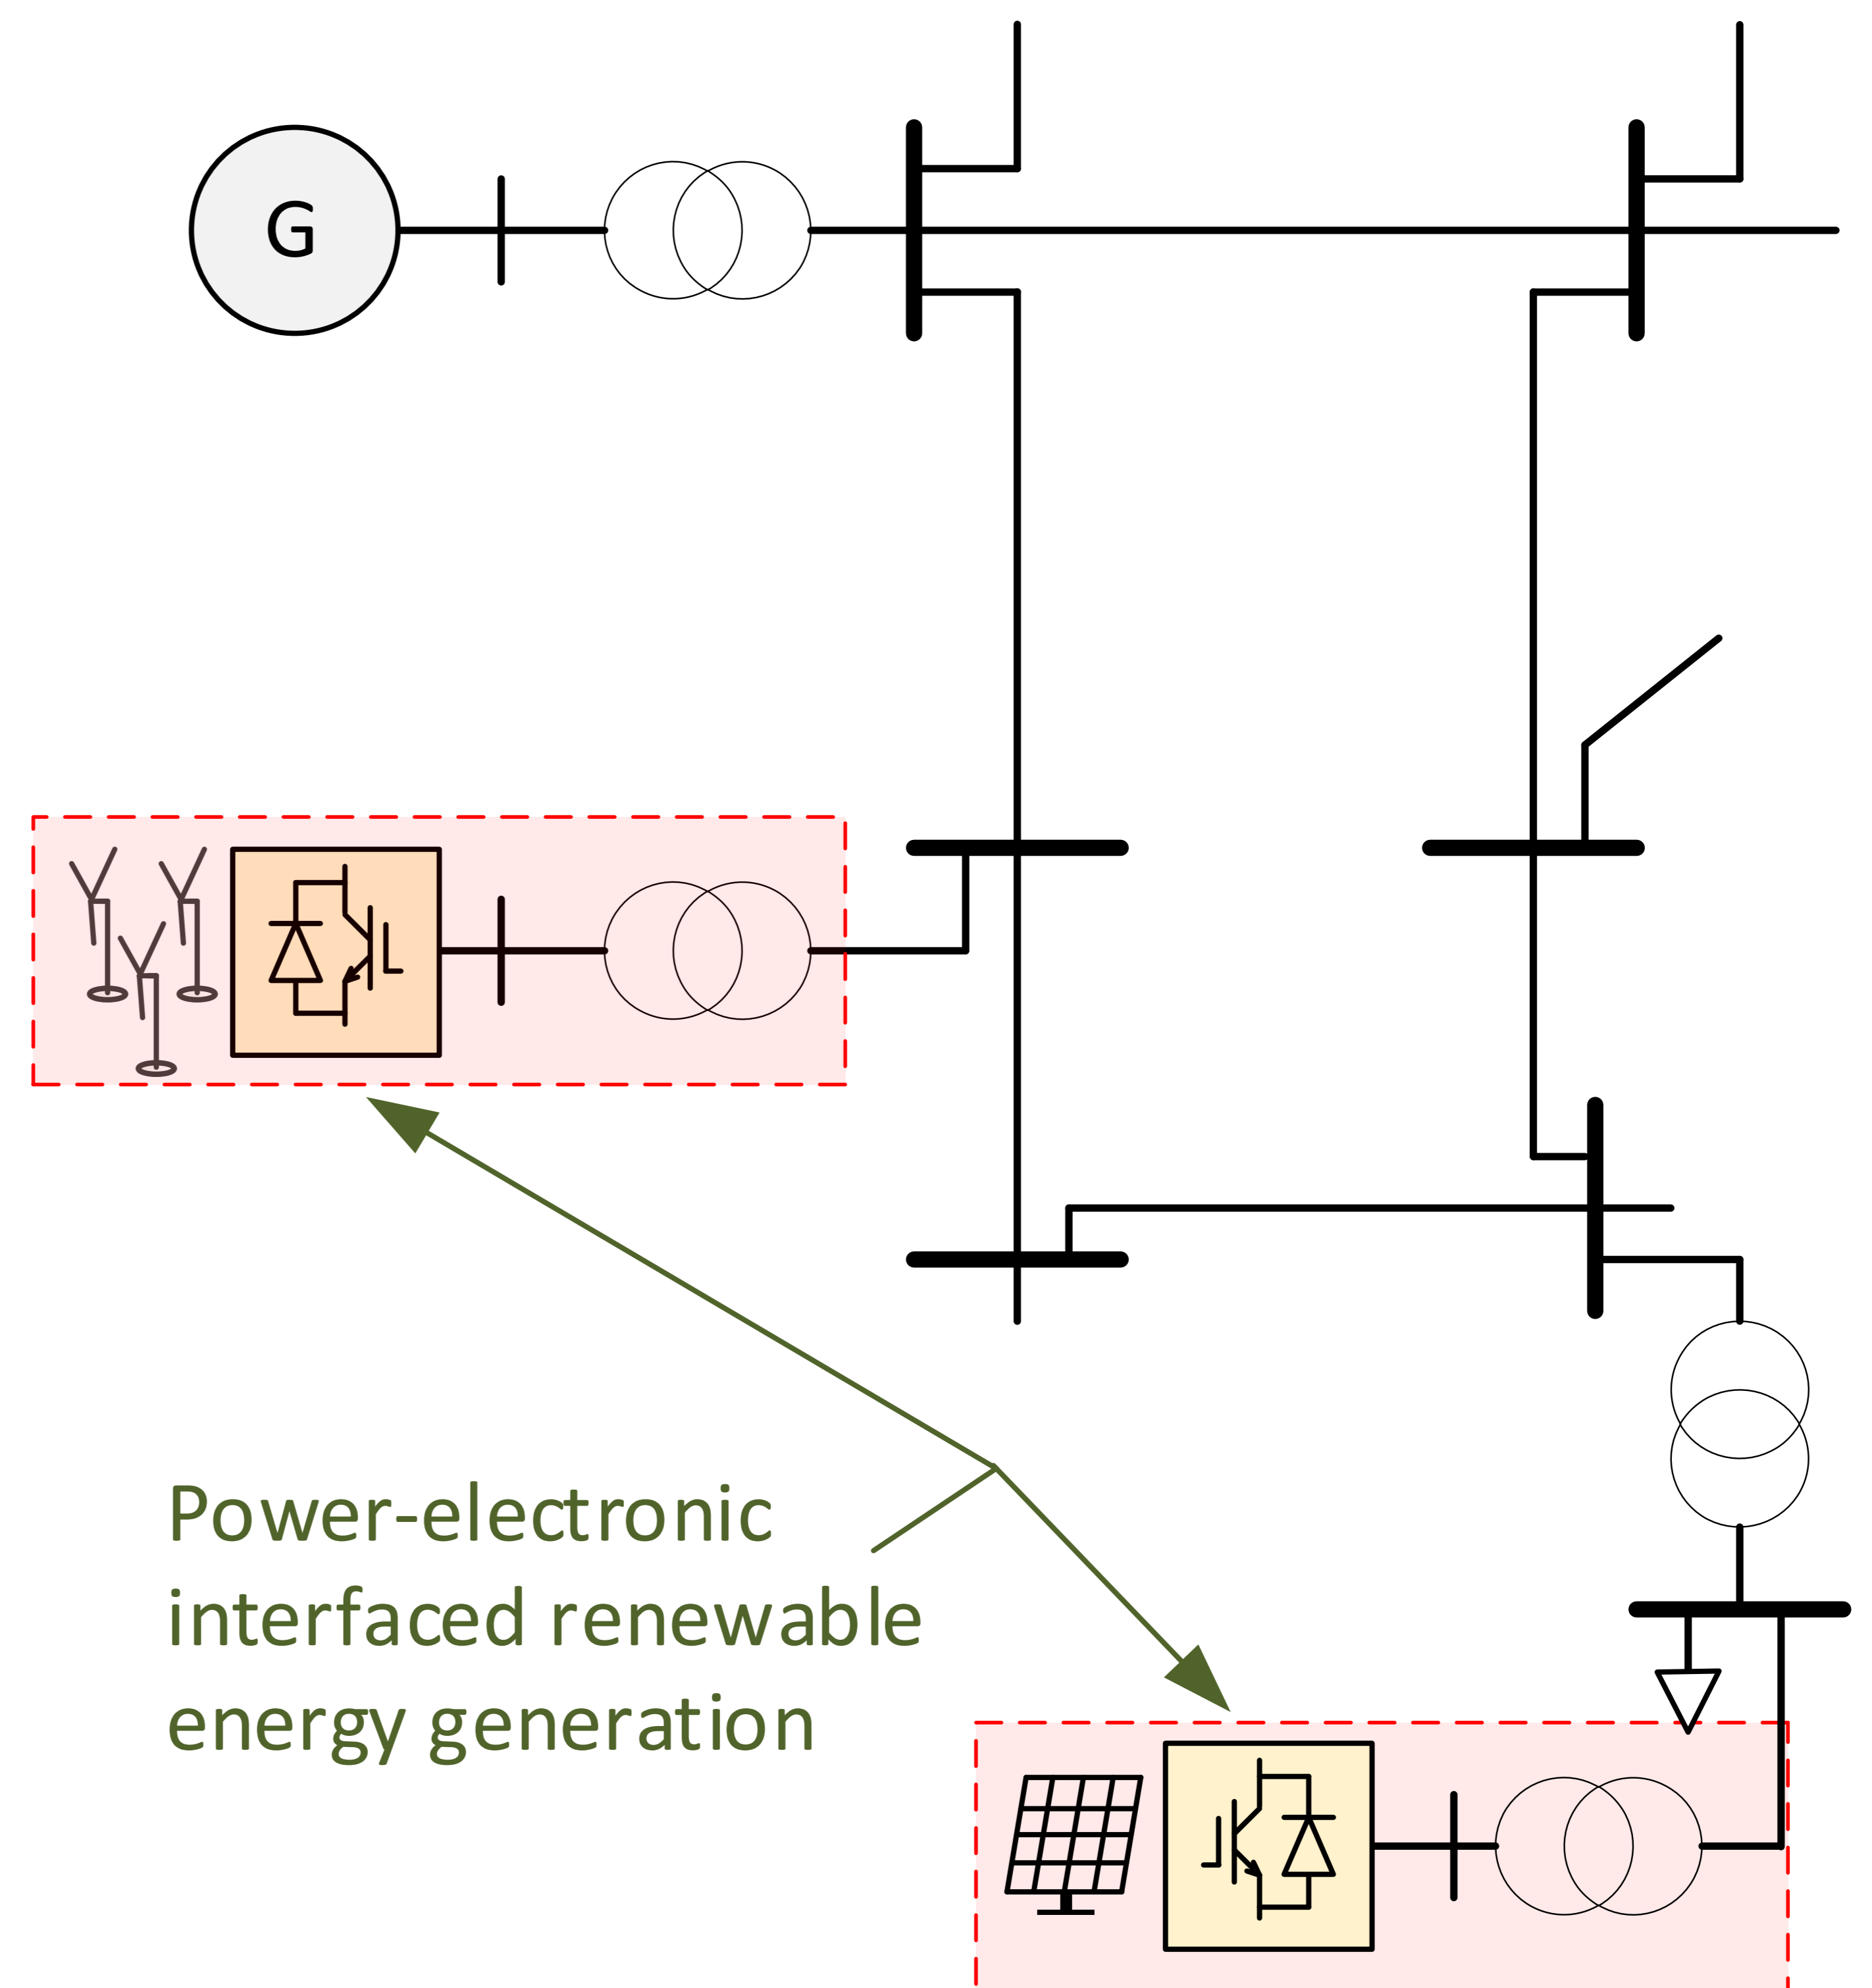 G
Power-electronic
interfaced renewable
energy generation